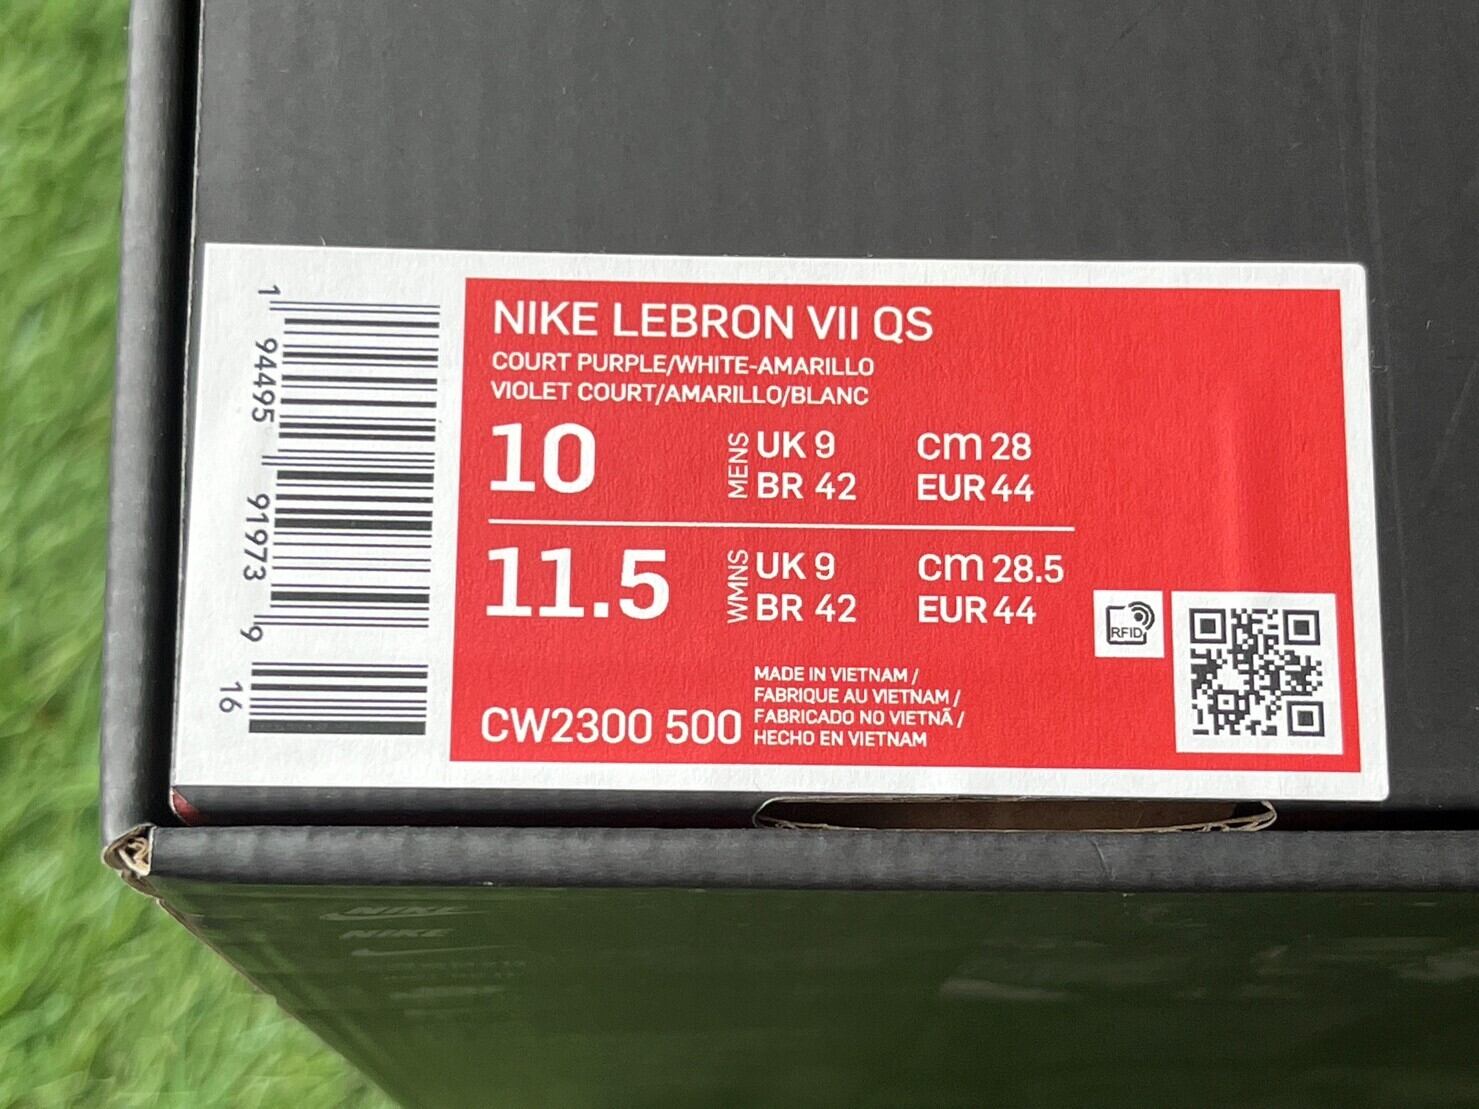 NIKE LEBRON VII QS
COURT PURPLE/WHITE-AMARILLO
VIOLET COURT/AMARILLO/BLANC
10 MENS UK 9 cm 28
BR 42 EUR 44
11.5 WMNS UK 9 cm 28.5
BR 42 EUR 44
CW2300 500
MADE IN VIETNAM /
FABRIQUE AU VIETNAM /
FABRICADO NO VIETNÃ /
HECHO EN VIETNAM
RFID
1 94495 91973 9 16
NIKE
NIKE